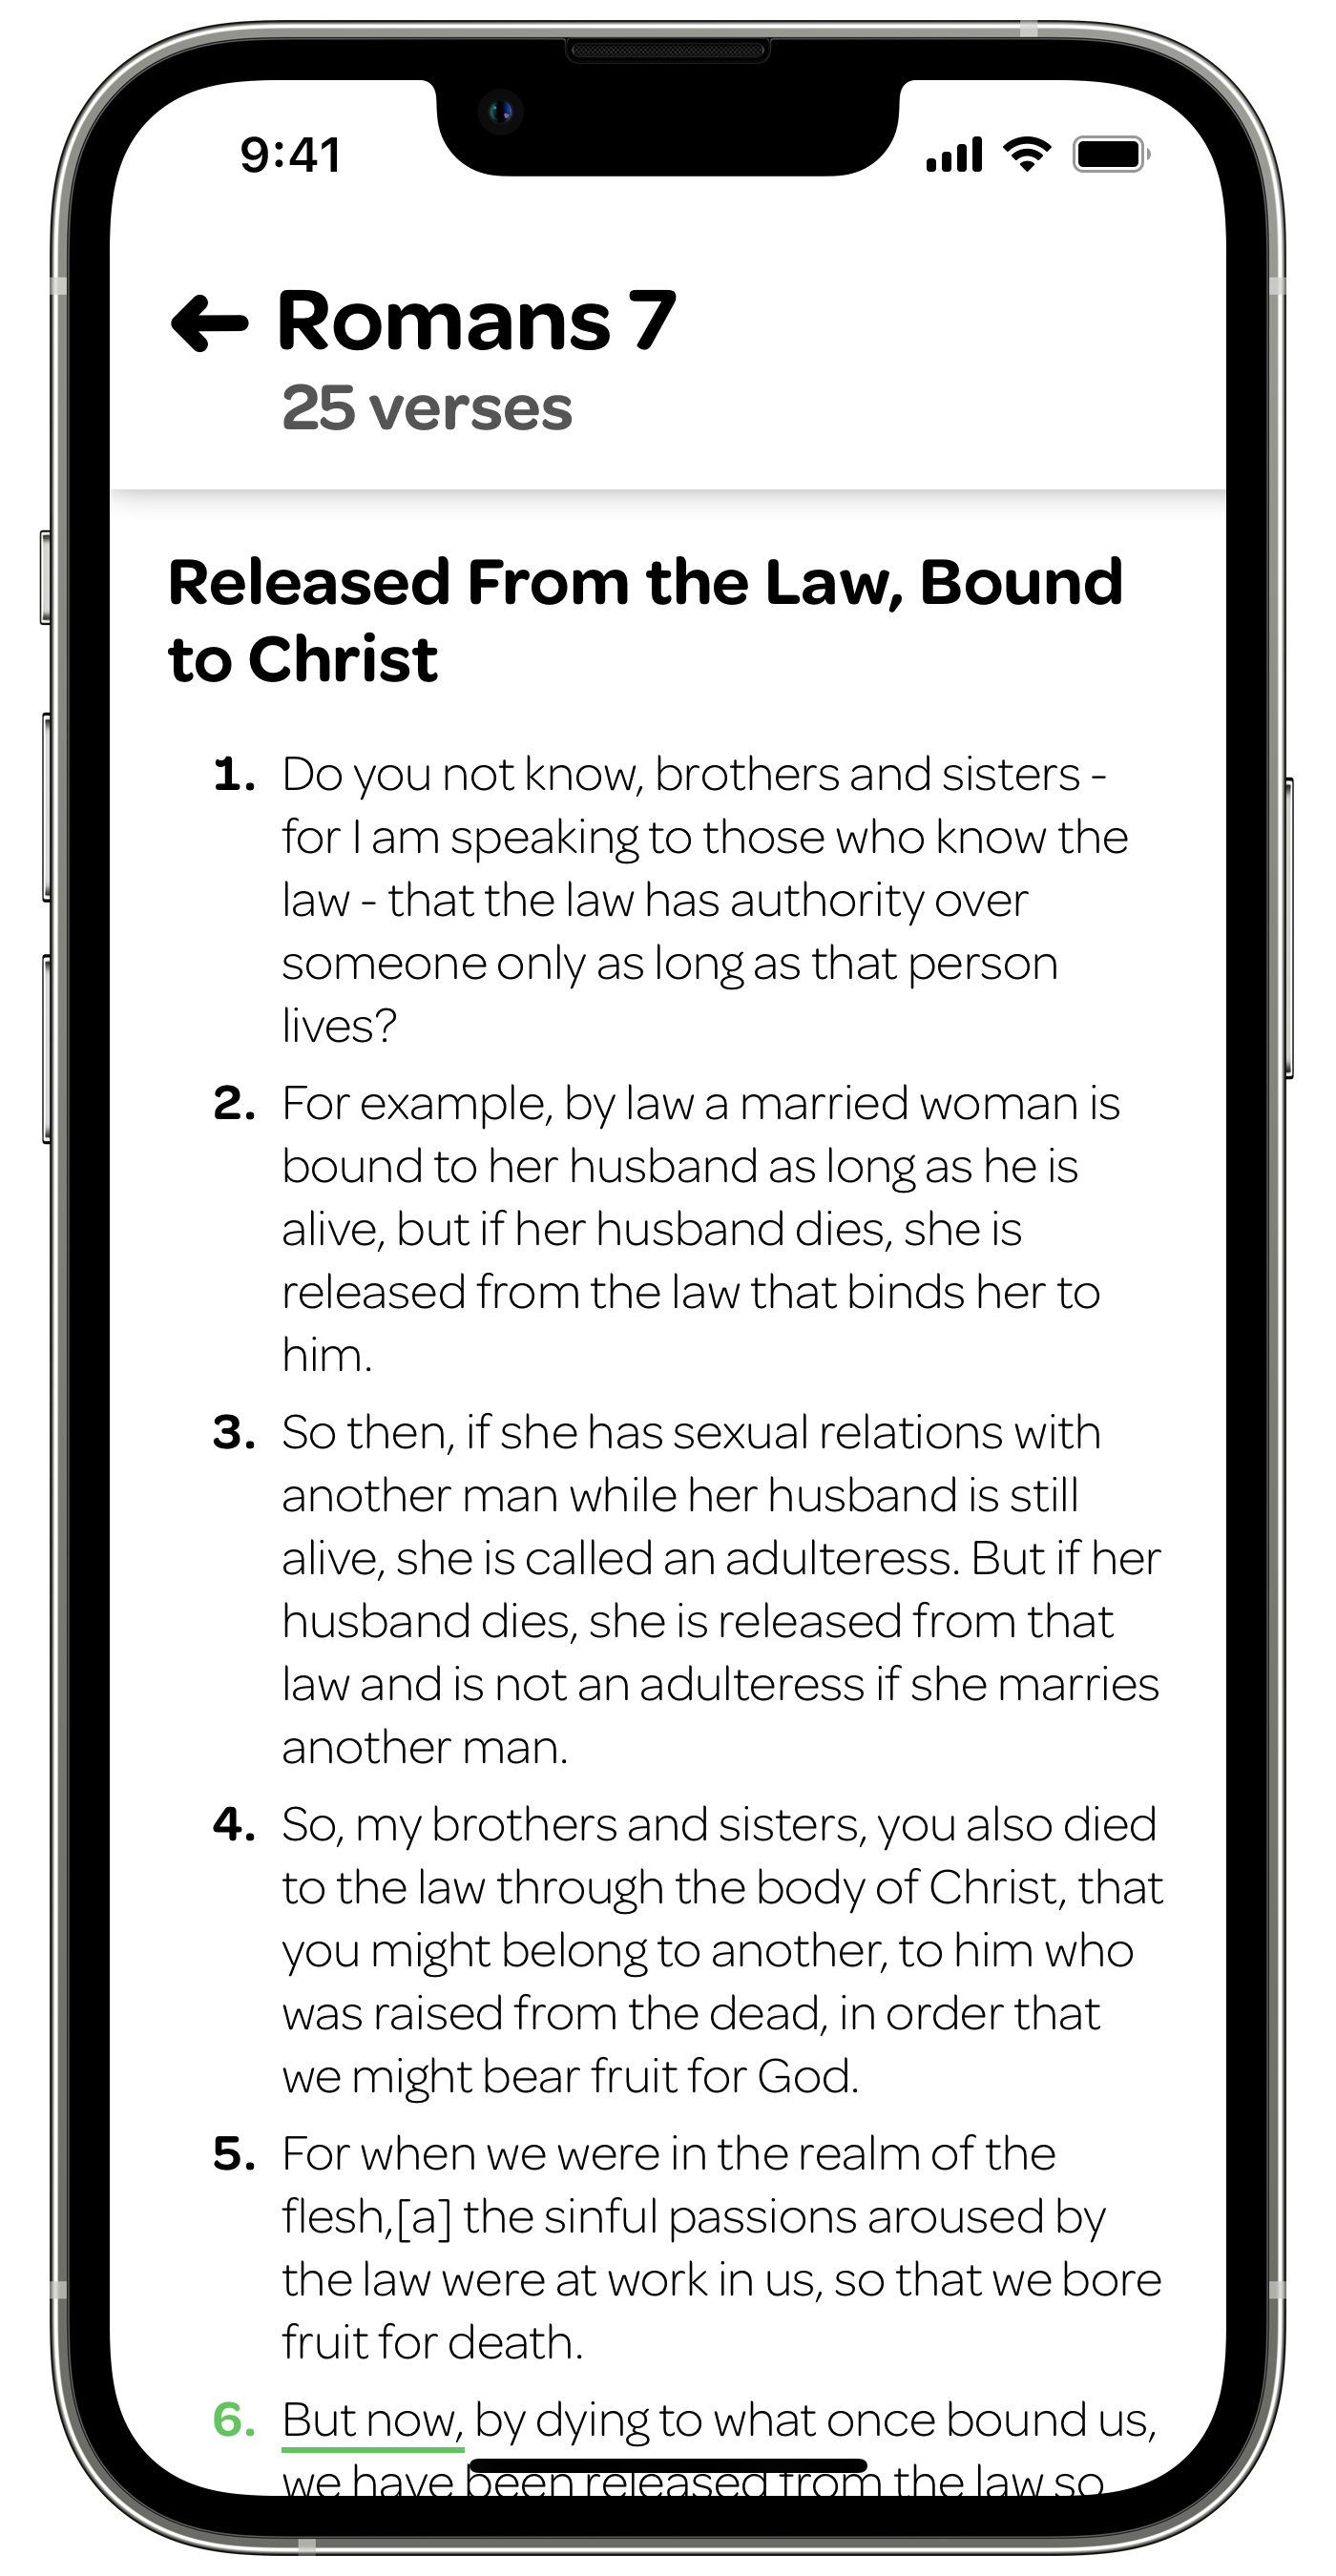 9:41
Romans 7
25 verses
Released From the Law, Bound
to Christ
1. Do you not know, brothers and sisters -
for I am speaking to those who know the
law - that the law has authority over
someone only as long as that person
lives?
2. For example, by law a married woman is
bound to her husband as long as he is
alive, but if her husband dies, she is
released from the law that binds her to
him.
3. So then, if she has sexual relations with
another man while her husband is still
alive, she is called an adulteress. But if her
husband dies, she is released from that
law and is not an adulteress if she marries
another man.
4. So, my brothers and sisters, you also died
to the law through the body of Christ, that
you might belong to another, to him who
was raised from the dead, in order that
we might bear fruit for God.
5. For when we were in the realm of the
flesh,[a] the sinful passions aroused by
the law were at work in us, so that we bore
fruit for death.
6. But now, by dying to what once bound us,
we have been released from the law so